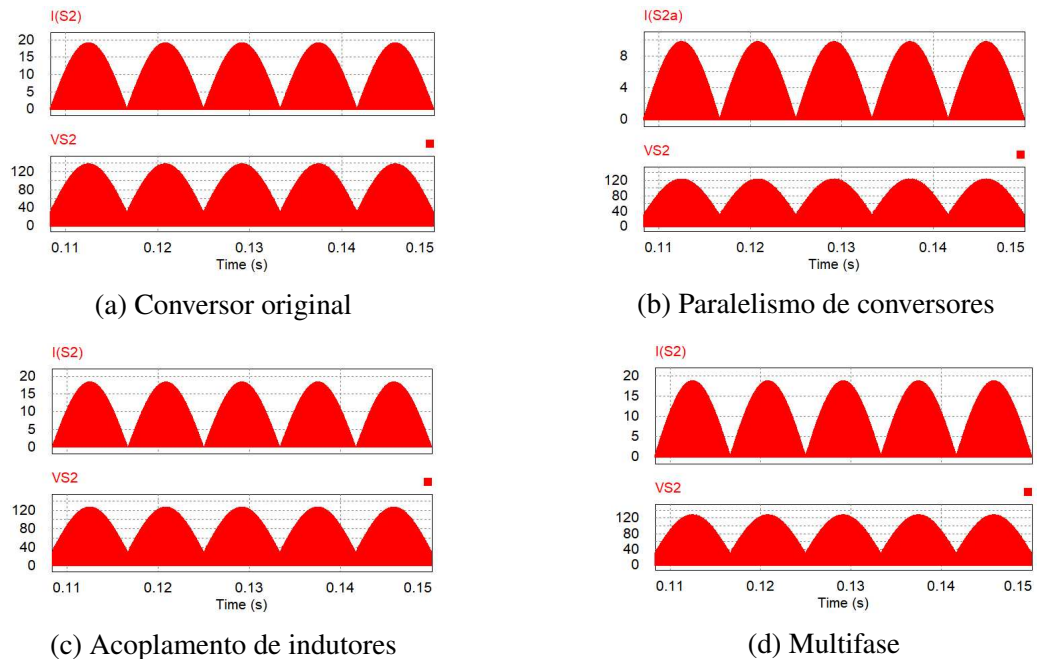 I(S2)
20
15
10
5
0
VS2
120
80
40
0
0.11 0.12 0.13 0.14 0.15
Time (s)
(a) Conversor original
I(S2a)
8
4
0
VS2
120
80
40
0
0.11 0.12 0.13 0.14 0.15
Time (s)
(b) Paralelismo de conversores
I(S2)
20
15
10
5
0
VS2
120
80
40
0
0.11 0.12 0.13 0.14 0.15
Time (s)
(c) Acoplamento de indutores
I(S2)
20
15
10
5
0
VS2
120
80
40
0
0.11 0.12 0.13 0.14 0.15
Time (s)
(d) Multifase